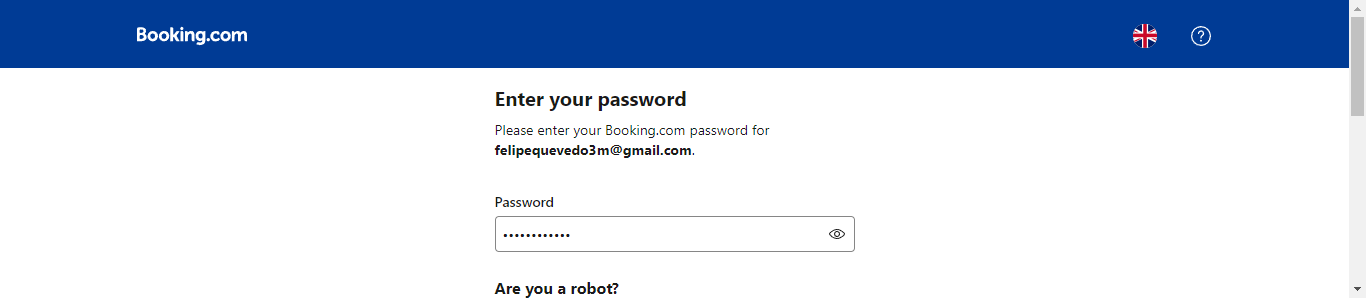 Booking.com
Enter your password
Please enter your Booking.com password for
felipequevedo3m@gmail.com.
Password
••••••••••••
Are you a robot?